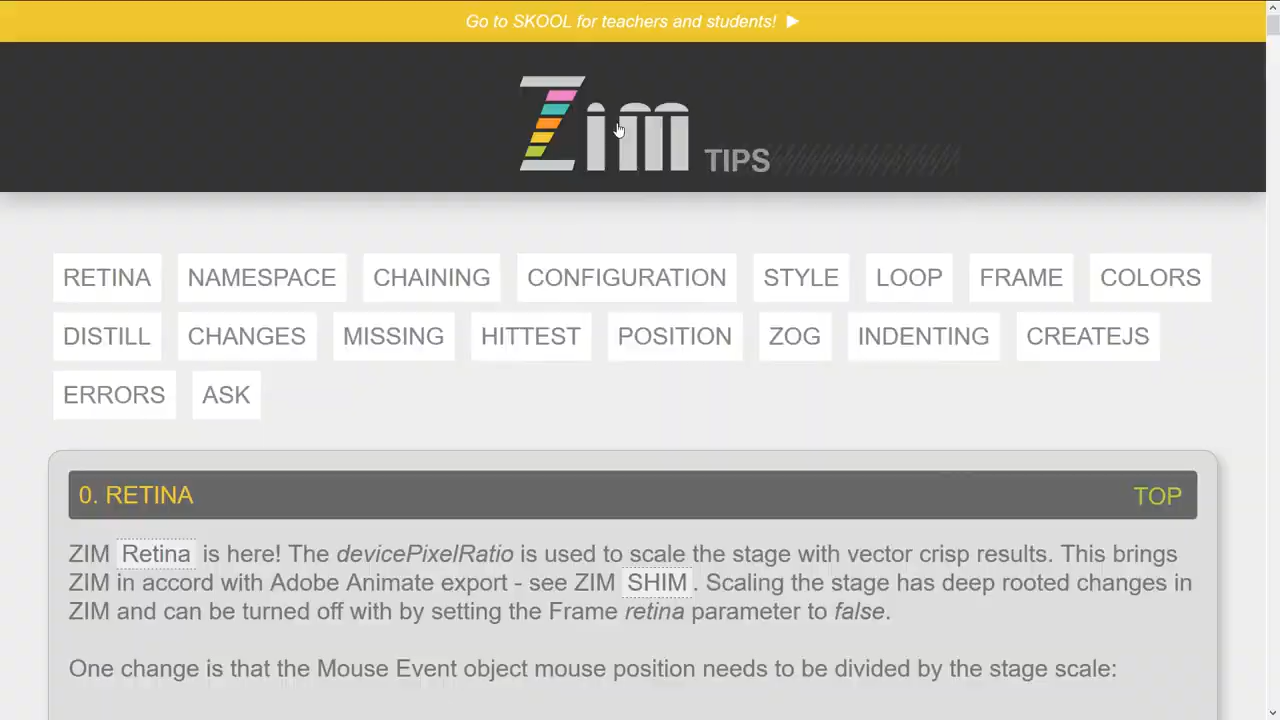 Go to SKOOL for teachers and students! ►
Zim TIPS
RETINA NAMESPACE CHAINING CONFIGURATION STYLE LOOP FRAME COLORS
DISTILL CHANGES MISSING HITTEST POSITION ZOG INDENTING CREATEJS
ERRORS ASK
0. RETINA TOP
ZIM Retina is here! The devicePixelRatio is used to scale the stage with vector crisp results. This brings
ZIM in accord with Adobe Animate export - see ZIM SHIM. Scaling the stage has deep rooted changes in
ZIM and can be turned off with by setting the Frame retina parameter to false.
One change is that the Mouse Event object mouse position needs to be divided by the stage scale: